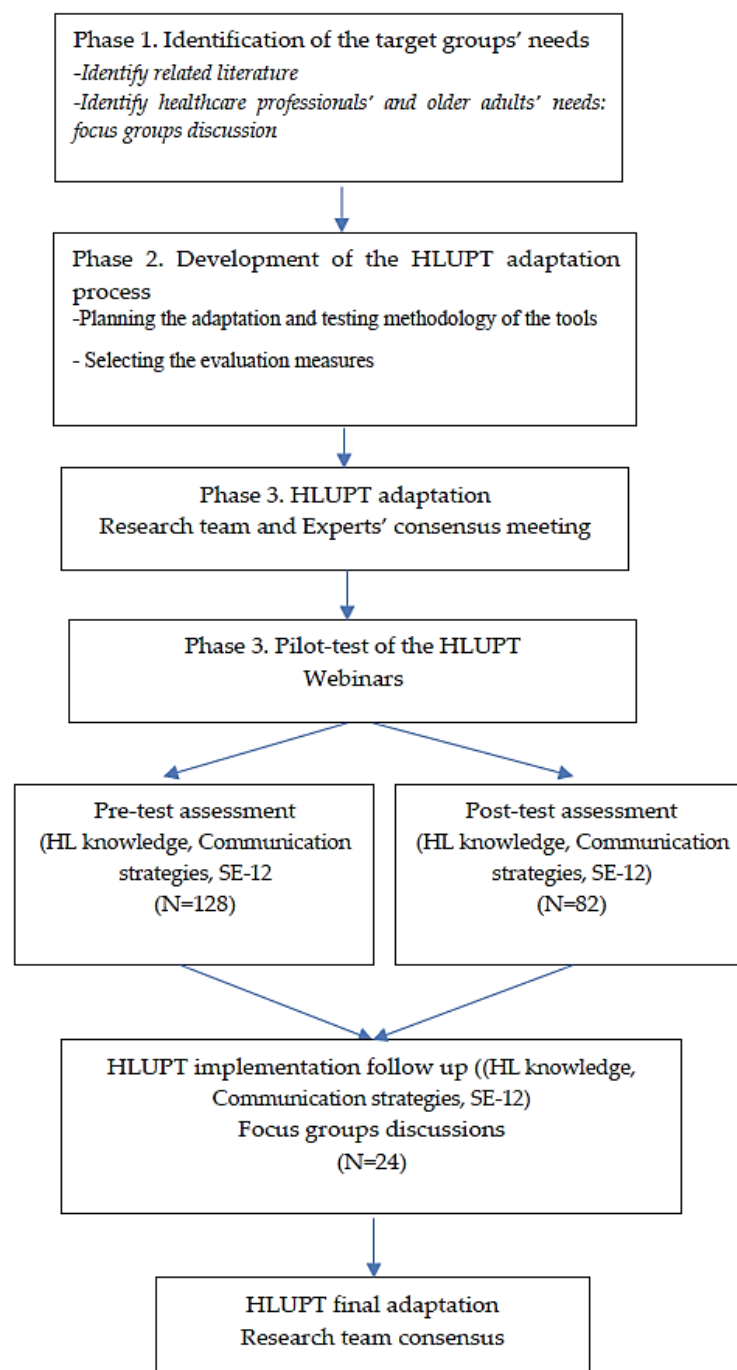 Phase 1. Identification of the target groups’ needs
-Identify related literature
-Identify healthcare professionals’ and older adults’ needs:
focus groups discussion
Phase 2. Development of the HLUPT adaptation
process
-Planning the adaptation and testing methodology of the tools
- Selecting the evaluation measures
Phase 3. HLUPT adaptation
Research team and Experts’ consensus meeting
Phase 3. Pilot-test of the HLUPT
Webinars
Pre-test assessment
(HL knowledge, Communication
strategies, SE-12
(N=128)
Post-test assessment
(HL knowledge, Communication
strategies, SE-12)
(N=82)
HLUPT implementation follow up ((HL knowledge,
Communication strategies, SE-12)
Focus groups discussions
(N=24)
HLUPT final adaptation
Research team consensus